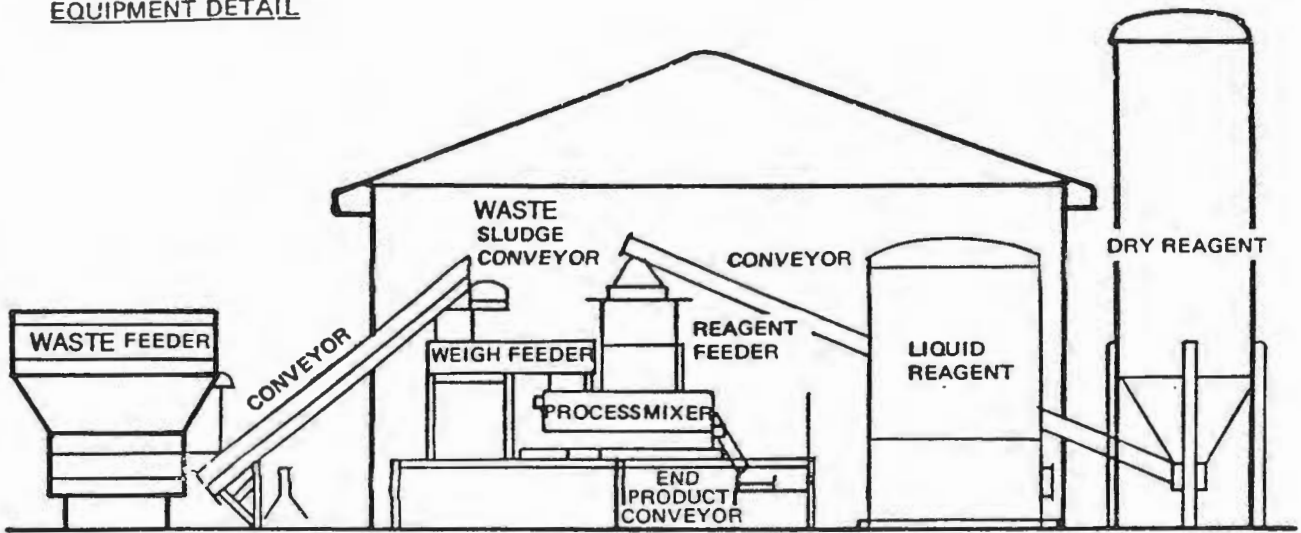 EQUIPMENT DETAIL
WASTE
SLUDGE
CONVEYOR
CONVEYOR
DRY REAGENT
WASTE FEEDER
CONVEYOR
WEIGH FEEDER
REAGENT
FEEDER
LIQUID
REAGENT
PROCESSMIXER
END
PRODUCT
CONVEYOR